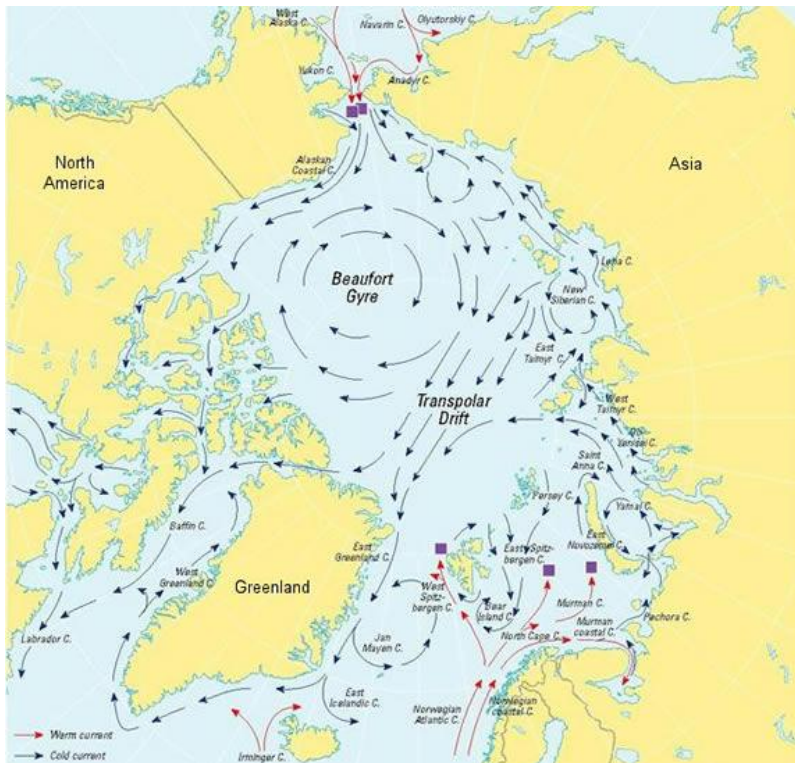 West
Alaska C.
Navarin C.
Olyutorskiy C.
Yukon C.
Anadyr C.
North
America
Alaskan
Coastal C.
Asia
Beaufort
Gyre
Lena C.
New
Siberian C.
East
Taimyr C.
Transpolar
Drift
West
Taimyr C.
Yenisei C.
Saint
Anna C.
Persey C.
Yamal C.
Baffin C.
East
Greenland C.
East Spitz-
bergen C.
East
Novozemel C.
West
Greenland C.
Greenland
West
Spitz-
bergen C.
Bear
Island C.
Murman C.
Murman
coastal C.
Pechora C.
North Cape C.
Labrador C.
Jan
Mayen C.
East
Icelandic C.
Norwegian
Atlantic C.
Norwegian
coastal C.
Irminger C.
Warm current
Cold current